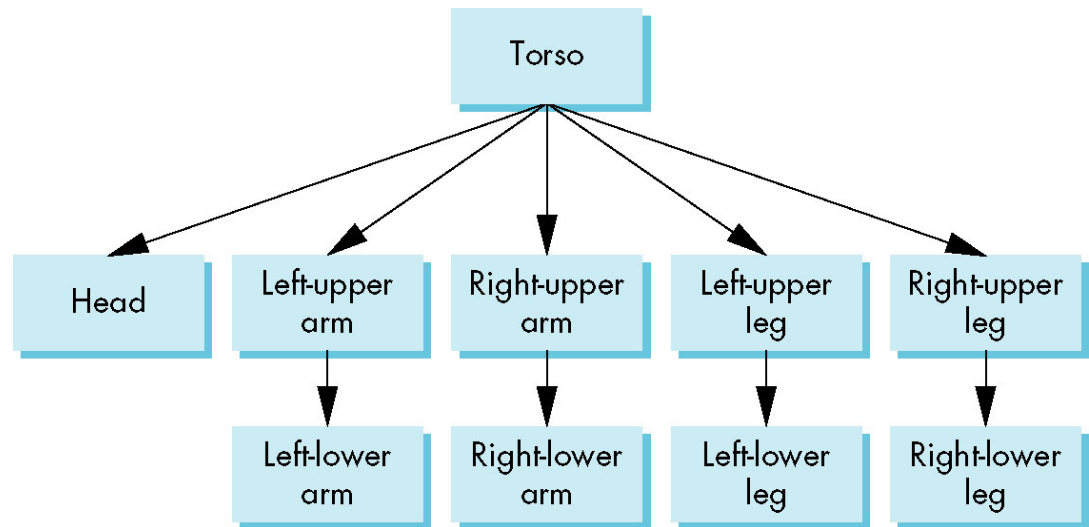 Torso
Head
Left-upper
arm
Right-upper
arm
Left-upper
leg
Right-upper
leg
Left-lower
arm
Right-lower
arm
Left-lower
leg
Right-lower
leg